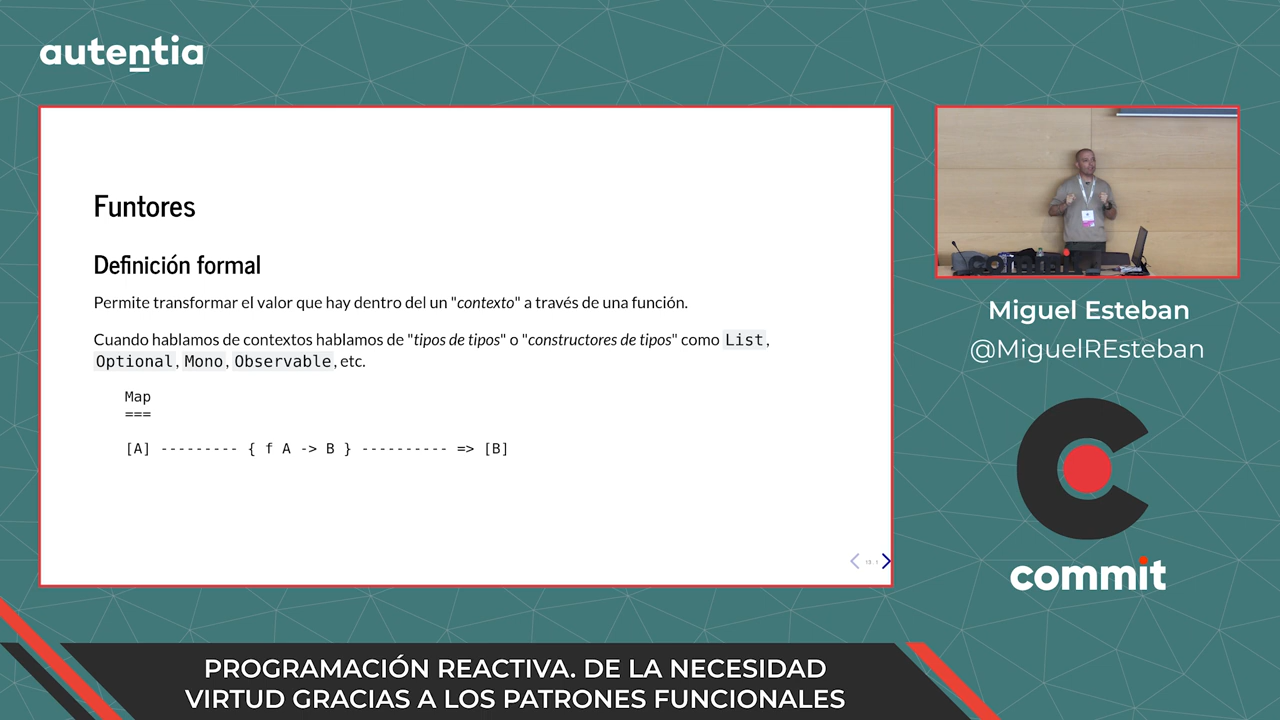 autentia
Funtores
Definición formal
Permite transformar el valor que hay dentro del un "contexto" a través de una función.
Cuando hablamos de contextos hablamos de "tipos de tipos" o "constructores de tipos" como List,
Optional, Mono, Observable, etc.
Map
===
[A] --------- { f A -> B } ---------- => [B]
Miguel Esteban
@MiguelREsteban
commit
PROGRAMACIÓN REACTIVA. DE LA NECESIDAD
VIRTUD GRACIAS A LOS PATRONES FUNCIONALES